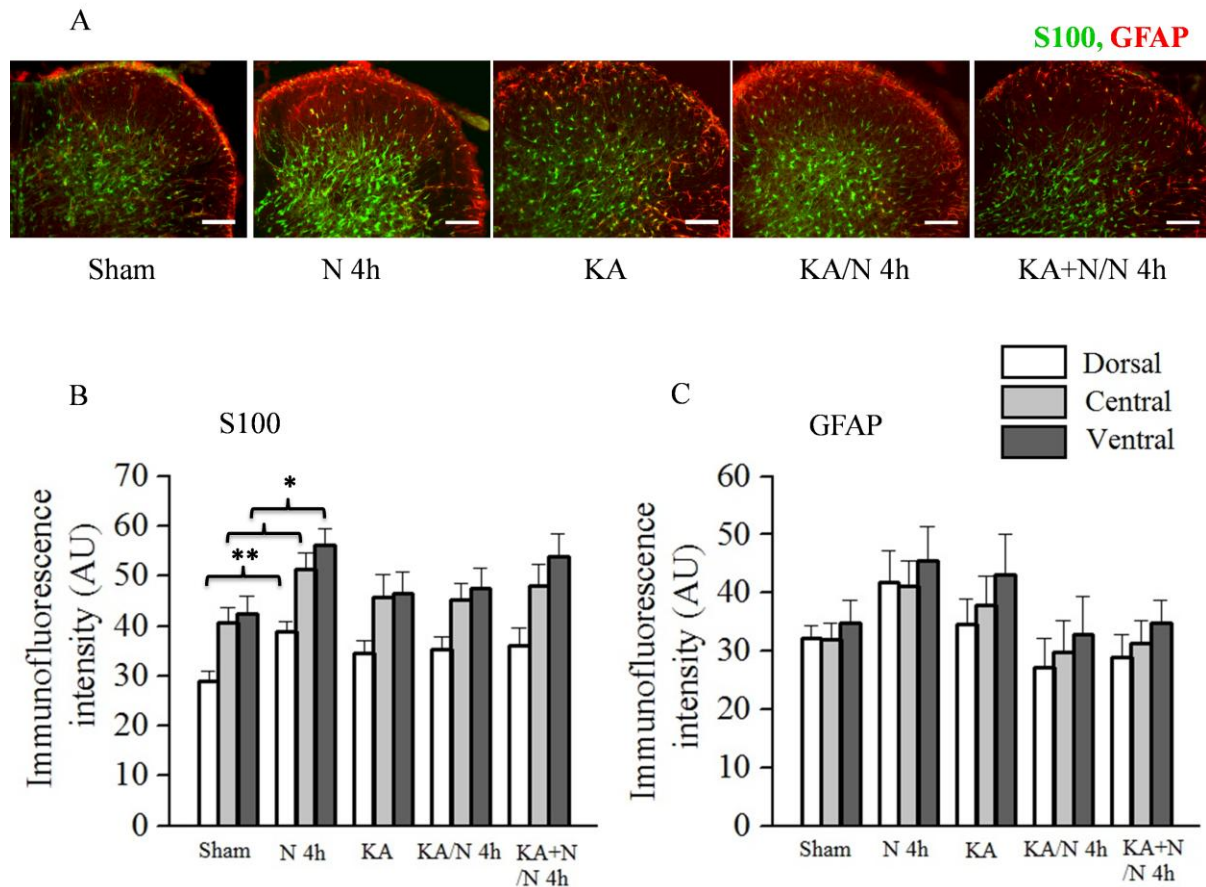 A
S100, GFAP
Sham
N 4h
KA
KA/N 4h
KA+N/N 4h
Dorsal
Central
Ventral
B
S100
Immunofluorescence
intensity (AU)
70
60
50
40
30
20
10
0
**
*
Sham
N 4h
KA
KA/N 4h
KA+N
/N 4h
C
GFAP
Immunofluorescence
intensity (AU)
60
50
40
30
20
10
0
Sham
N 4h
KA
KA/N 4h
KA+N
/N 4h